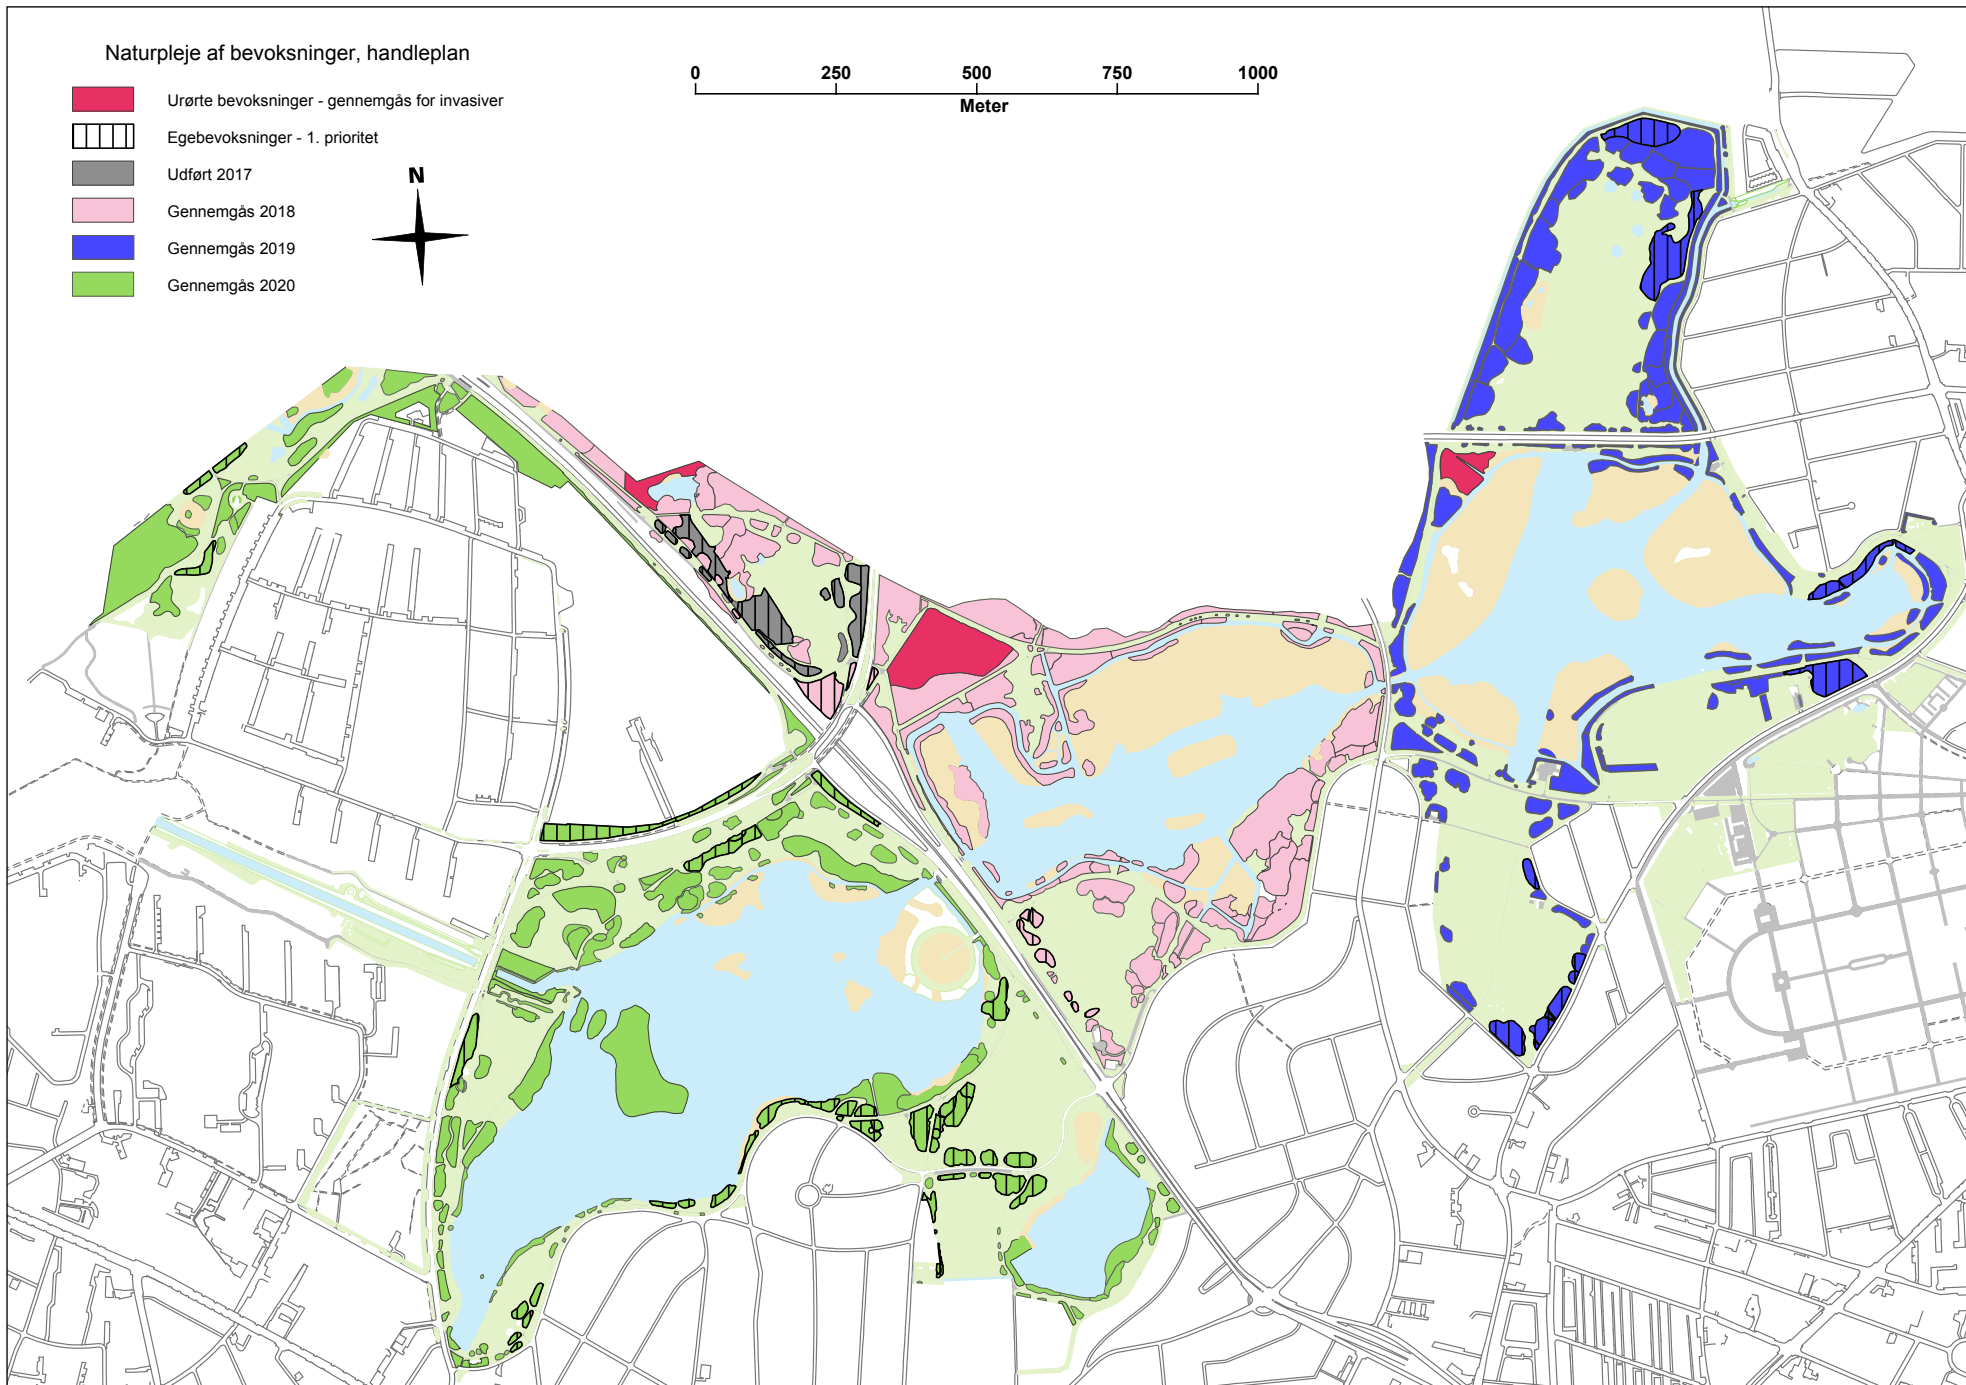 Naturpleje af bevoksninger, handleplan
Urørte bevoksninger - gennemgås for invasiver
Egebevoksninger - 1. prioritet
Udført 2017
Gennemgås 2018
Gennemgås 2019
Gennemgås 2020
N
0 250 500 750 1000
Meter